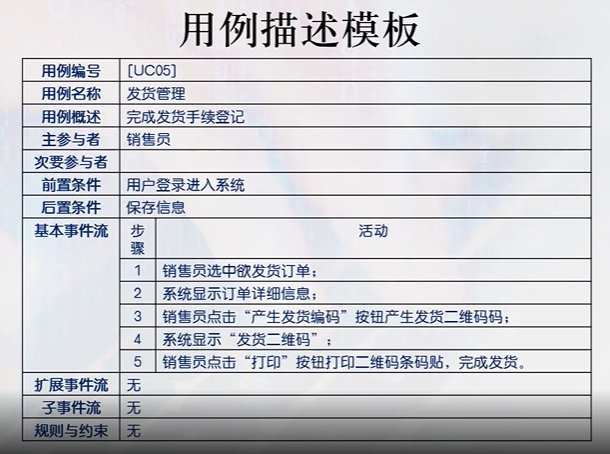 用例描述模板
用例编号 [UC05]
用例名称 发货管理
用例概述 完成发货手续登记
主参与者 销售员
次要参与者
前置条件 用户登录进入系统
后置条件 保存信息
基本事件流 步骤 活动
1 销售员选中欲发货订单；
2 系统显示订单详细信息；
3 销售员点击“产生发货编码”按钮产生发货二维码码；
4 系统显示“发货二维码”；
5 销售员点击“打印”按钮打印二维码条码贴，完成发货。
扩展事件流 无
子事件流 无
规则与约束 无